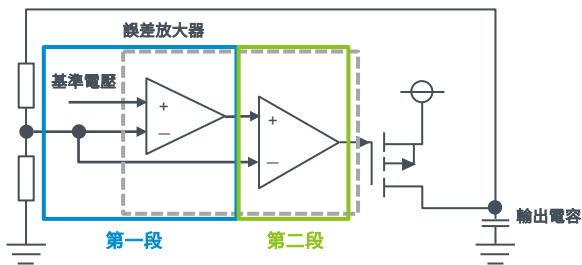 誤差放大器
基準電壓
+
−
+
−
輸出電容
第一段
第二段